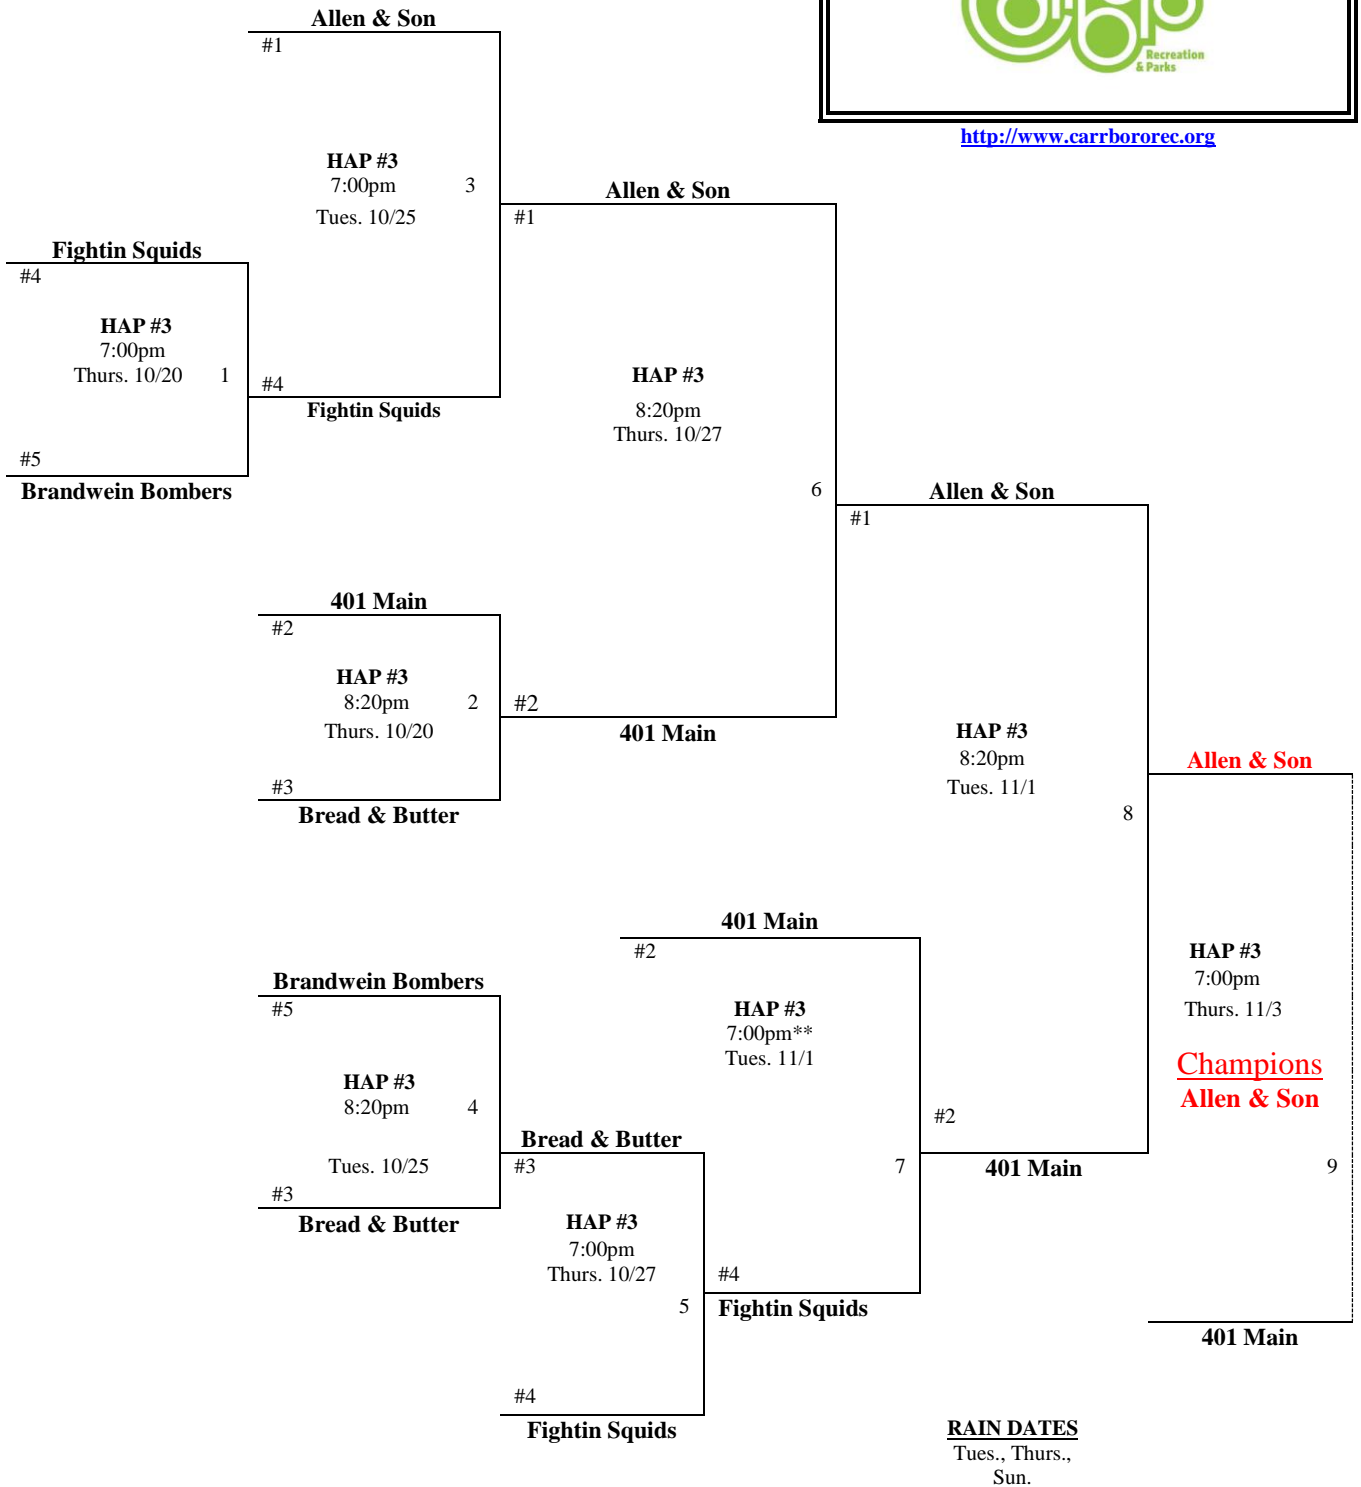 Allen & Son
#1
Recreation
& Parks
http://www.carrbororec.org
HAP #3
7:00pm
3
Tues. 10/25
Allen & Son
#1
Fightin Squids
#4
HAP #3
7:00pm
Thurs. 10/20
1
#4
Fightin Squids
#5
Brandwein Bombers
HAP #3
8:20pm
Thurs. 10/27
6
Allen & Son
#1
401 Main
#2
HAP #3
8:20pm
2
Thurs. 10/20
#2
401 Main
#3
Bread & Butter
HAP #3
8:20pm
Tues. 11/1
8
Allen & Son
401 Main
#2
Brandwein Bombers
#5
HAP #3
7:00pm**
Tues. 11/1
HAP #3
7:00pm
Thurs. 11/3
Champions
Allen & Son
HAP #3
8:20pm
4
Tues. 10/25
#3
Bread & Butter
Bread & Butter
#3
#2
7
401 Main
9
HAP #3
7:00pm
Thurs. 10/27
5
#4
Fightin Squids
401 Main
#4
Fightin Squids
RAIN DATES
Tues., Thurs.,
Sun.